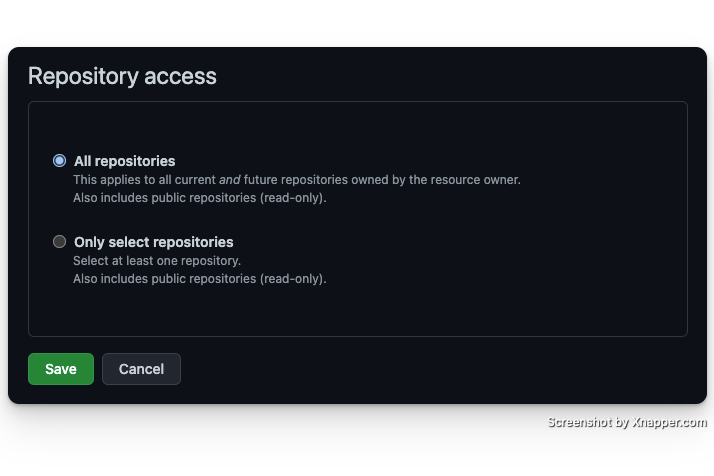 Repository access
All repositories
This applies to all current and future repositories owned by the resource owner.
Also includes public repositories (read-only).
Only select repositories
Select at least one repository.
Also includes public repositories (read-only).
Save
Cancel
Screenshot by Xnapper.com